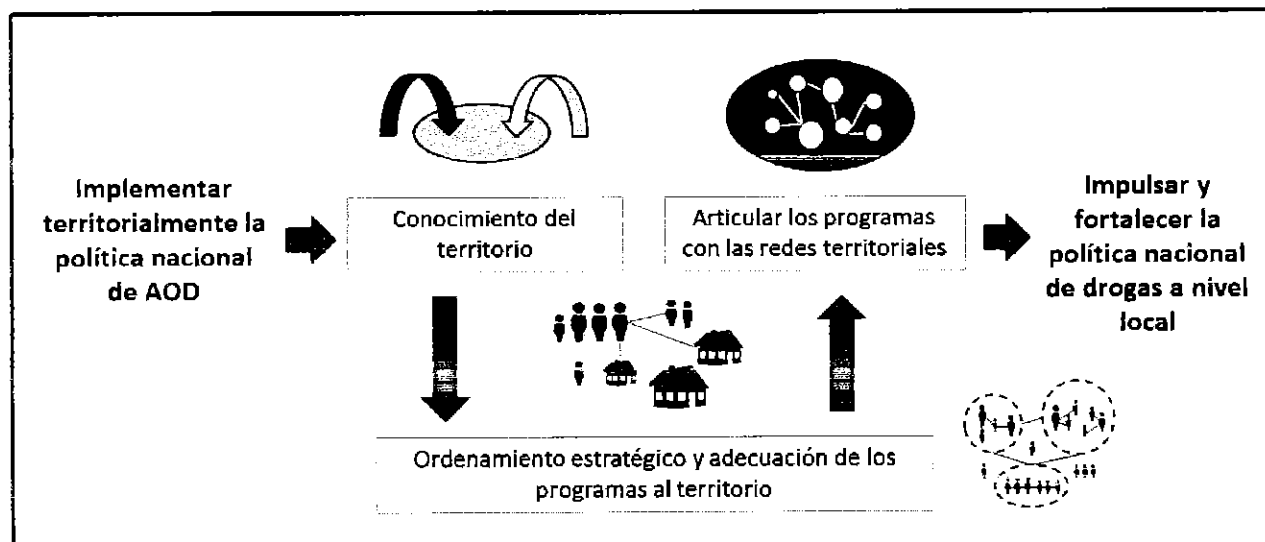 Implementar
territorialmente la
política nacional
de AOD
Conocimiento del
territorio
Articular los programas
con las redes territoriales
Impulsar y
fortalecer la
política nacional
de drogas a nivel
local
Ordenamiento estratégico y adecuación de los
programas al territorio